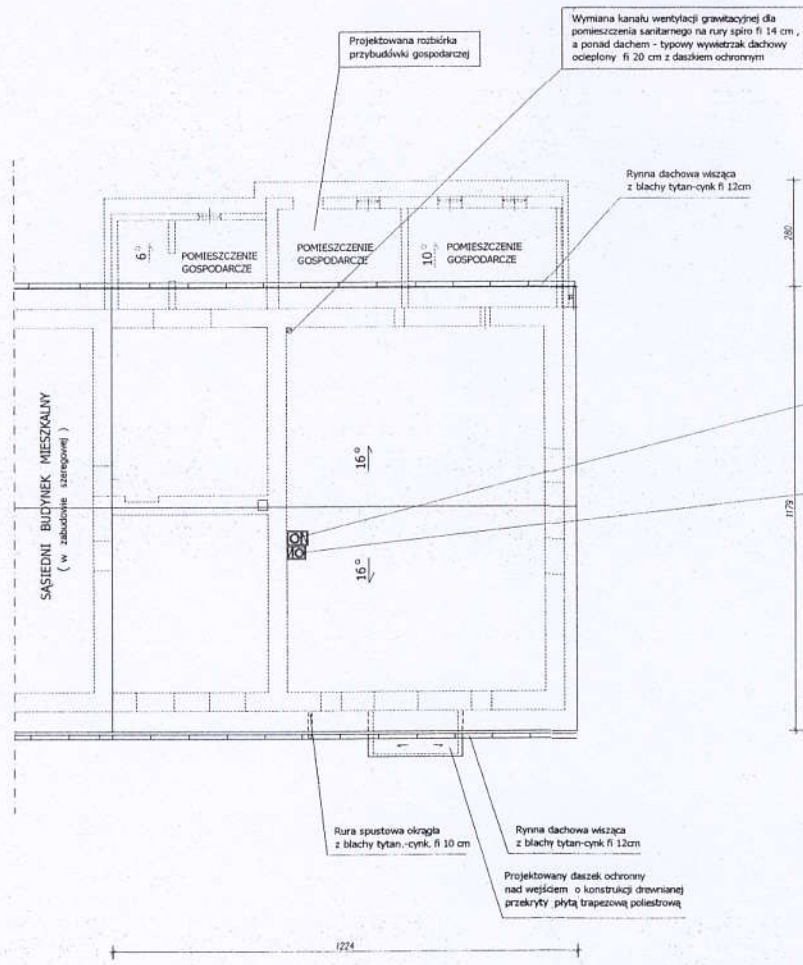 Wymiana kanału wentylacji grawitacyjnej dla
pomieszczenia sanitarnego na rury spiro fi 14 cm ,
a ponad dachem - typowy wywietrzak dachowy
ocieplony fi 20 cm z daszkiem ochronnym
Projektowana rozbiórka
przybudówki gospodarczej
Rynna dachowa wisząca
z blachy tytan-cynk fi 12cm
280
6°
POMIESZCZENIE
GOSPODARCZE
POMIESZCZENIE
GOSPODARCZE
10°
POMIESZCZENIE
GOSPODARCZE
SĄSIEDNI BUDYNEK MIESZKALNY
( w zabudowie szeregowej )
16°
16°
1179
Rura spustowa okrągła
z blachy tytan.-cynk. fi 10 cm
Rynna dachowa wisząca
z blachy tytan-cynk fi 12cm
Projektowany daszek ochronny
nad wejściem o konstrukcji drewnianej
przekryty płytą trapezową poliestrową
1224